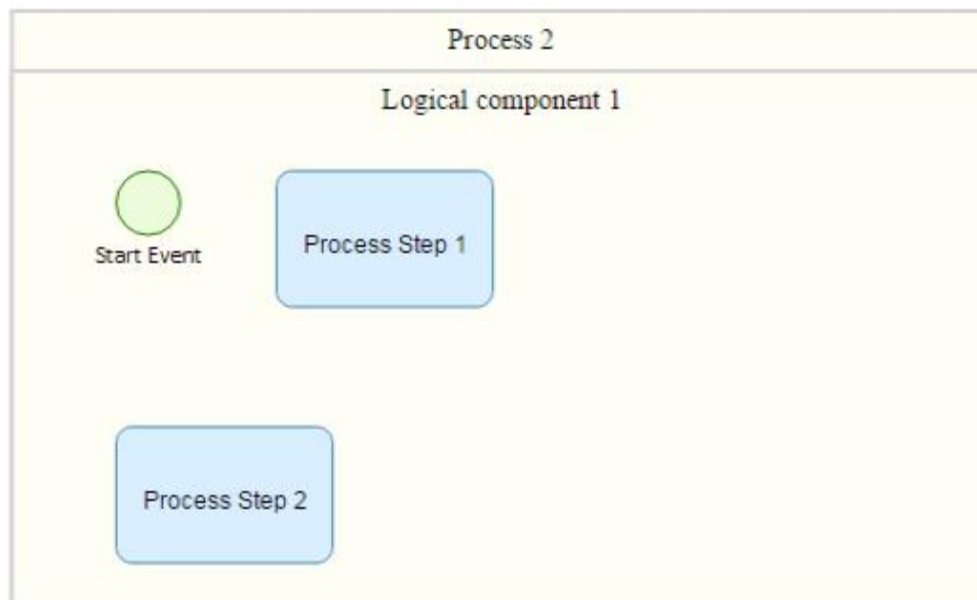 Process 2
Logical component 1
Start Event
Process Step 1
Process Step 2